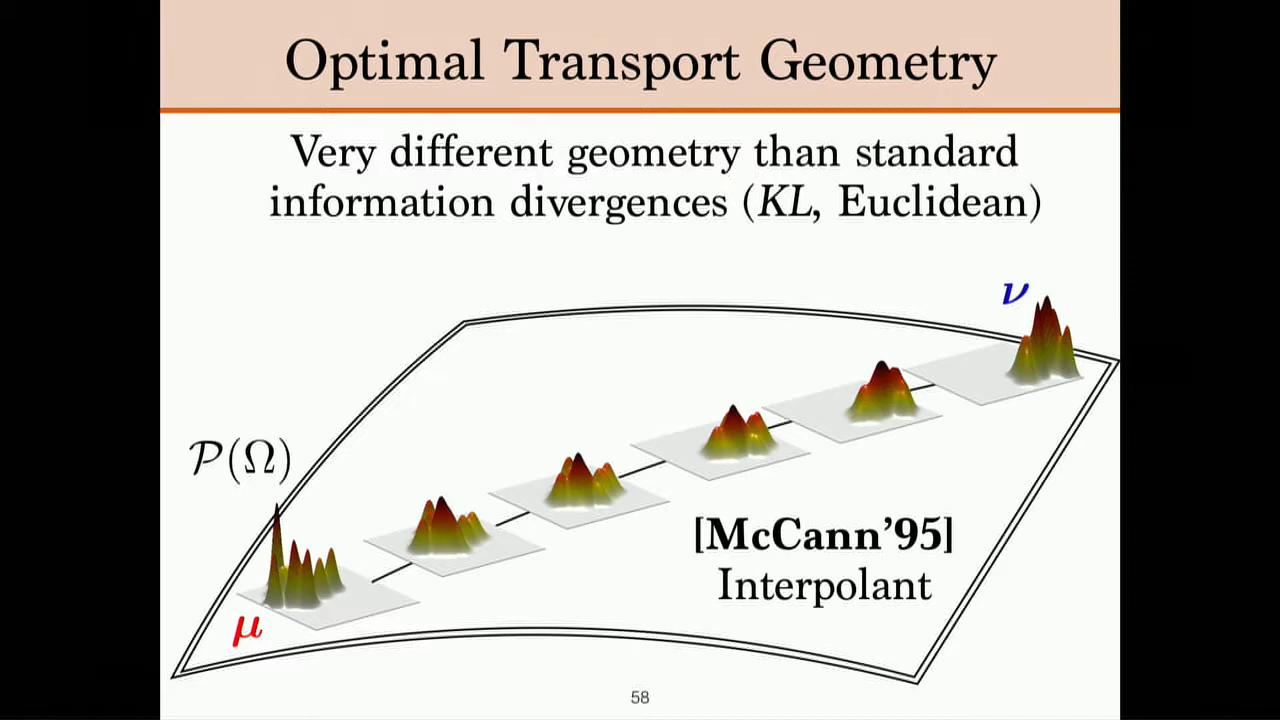 Optimal Transport Geometry
Very different geometry than standard
information divergences (KL, Euclidean)
ν
𝒫(Ω)
[McCann’95]
Interpolant
μ
58